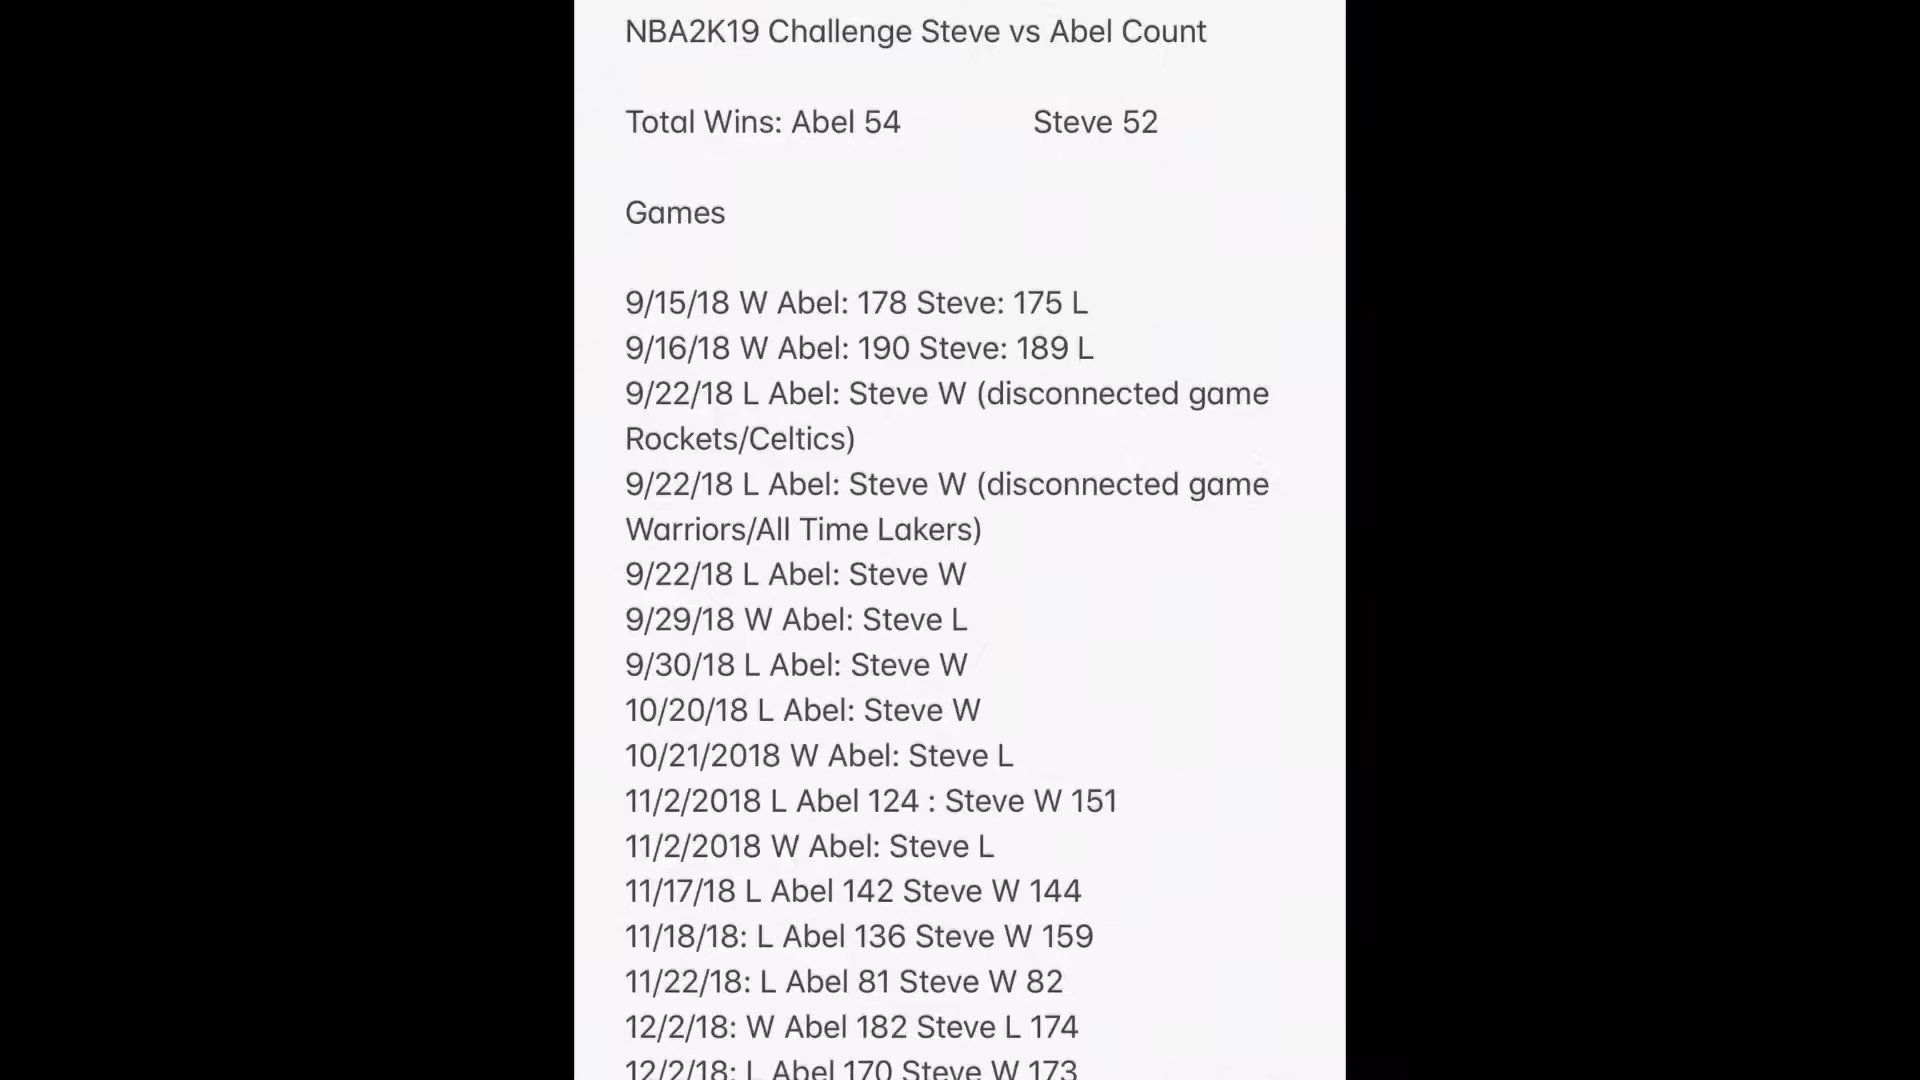 NBA2K19 Challenge Steve vs Abel Count
Total Wins: Abel 54 Steve 52
Games
9/15/18 W Abel: 178 Steve: 175 L
9/16/18 W Abel: 190 Steve: 189 L
9/22/18 L Abel: Steve W (disconnected game
Rockets/Celtics)
9/22/18 L Abel: Steve W (disconnected game
Warriors/All Time Lakers)
9/22/18 L Abel: Steve W
9/29/18 W Abel: Steve L
9/30/18 L Abel: Steve W
10/20/18 L Abel: Steve W
10/21/2018 W Abel: Steve L
11/2/2018 L Abel 124 : Steve W 151
11/2/2018 W Abel: Steve L
11/17/18 L Abel 142 Steve W 144
11/18/18: L Abel 136 Steve W 159
11/22/18: L Abel 81 Steve W 82
12/2/18: W Abel 182 Steve L 174
12/2/18: L Abel 170 Steve W 173